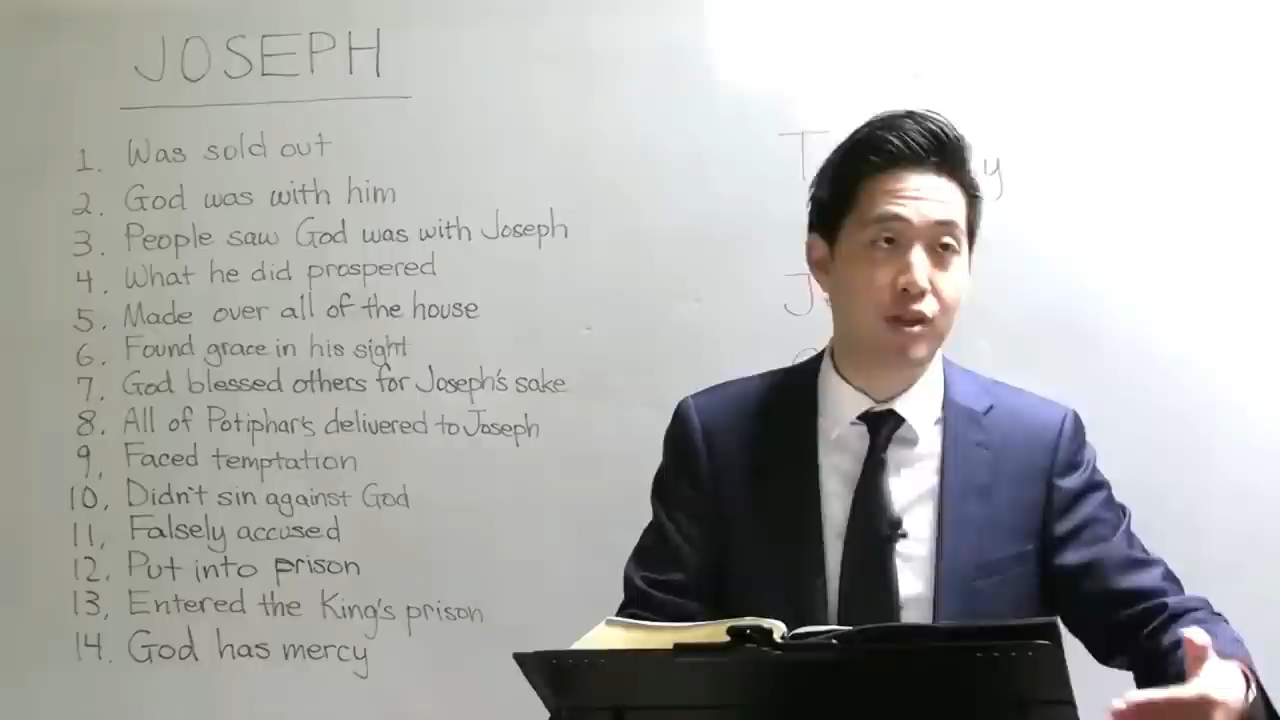 JOSEPH
1. Was sold out
2. God was with him
3. People saw God was with Joseph
4. What he did prospered
5. Made over all of the house
6. Found grace in his sight
7. God blessed others for Joseph's sake
8. All of Potiphar's delivered to Joseph
9. Faced temptation
10. Didn't sin against God
11. Falsely accused
12. Put into prison
13. Entered the King's prison
14. God has mercy